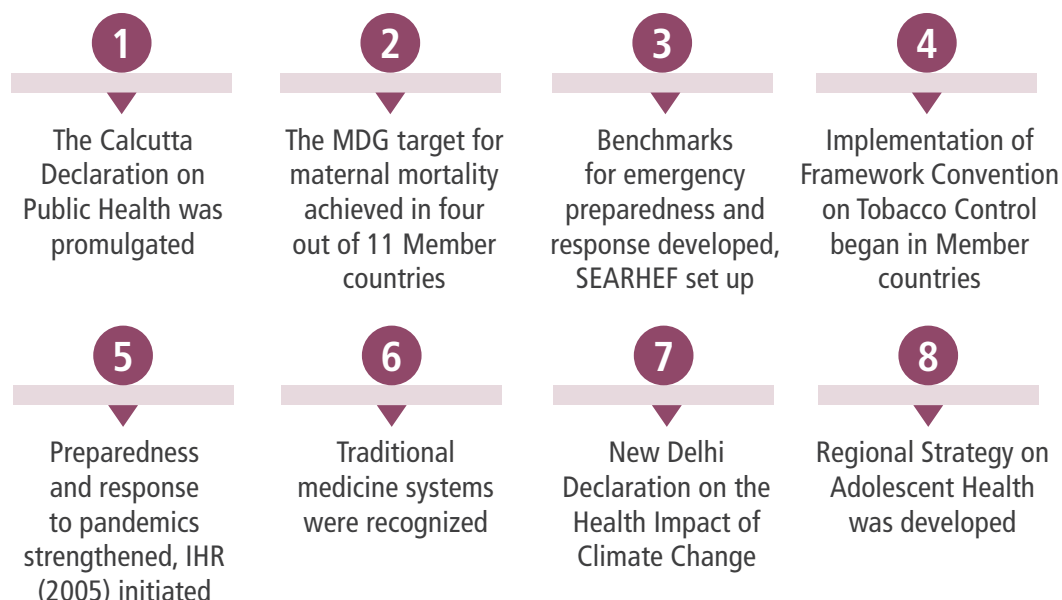 1
The Calcutta
Declaration on
Public Health was
promulgated
2
The MDG target for
maternal mortality
achieved in four
out of 11 Member
countries
3
Benchmarks
for emergency
preparedness and
response developed,
SEARHEF set up
4
Implementation of
Framework Convention
on Tobacco Control
began in Member
countries
5
Preparedness
and response
to pandemics
strengthened, IHR
(2005) initiated
6
Traditional
medicine systems
were recognized
7
New Delhi
Declaration on the
Health Impact of
Climate Change
8
Regional Strategy on
Adolescent Health
was developed